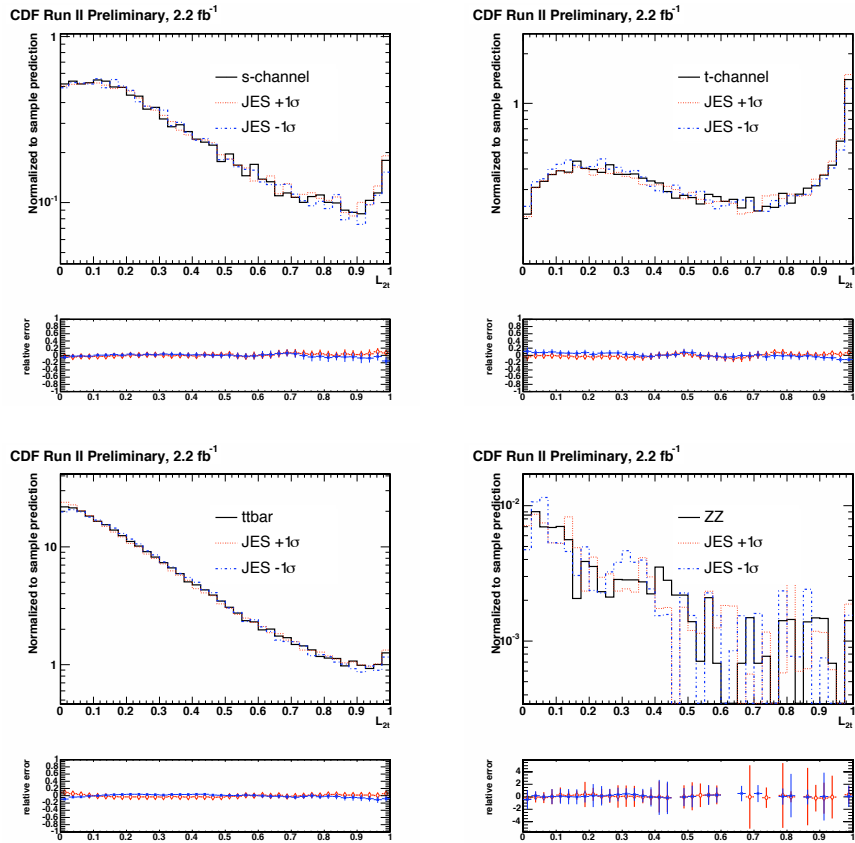 CDF Run II Preliminary, 2.2 fb-1
Normalized to sample prediction
1
10-1
s-channel
JES +1σ
JES -1σ
0 0.1 0.2 0.3 0.4 0.5 0.6 0.7 0.8 0.9 1
L2t
relative error
1
0.8
0.6
0.4
0.2
0
-0.2
-0.4
-0.6
-0.8
-1
0 0.1 0.2 0.3 0.4 0.5 0.6 0.7 0.8 0.9 1
CDF Run II Preliminary, 2.2 fb-1
Normalized to sample prediction
1
t-channel
JES +1σ
JES -1σ
0 0.1 0.2 0.3 0.4 0.5 0.6 0.7 0.8 0.9 1
L2t
relative error
1
0.8
0.6
0.4
0.2
0
-0.2
-0.4
-0.6
-0.8
-1
0 0.1 0.2 0.3 0.4 0.5 0.6 0.7 0.8 0.9 1
CDF Run II Preliminary, 2.2 fb-1
Normalized to sample prediction
10
1
ttbar
JES +1σ
JES -1σ
0 0.1 0.2 0.3 0.4 0.5 0.6 0.7 0.8 0.9 1
L2t
relative error
1
0.8
0.6
0.4
0.2
0
-0.2
-0.4
-0.6
-0.8
-1
0 0.1 0.2 0.3 0.4 0.5 0.6 0.7 0.8 0.9 1
CDF Run II Preliminary, 2.2 fb-1
Normalized to sample prediction
10-2
10-3
ZZ
JES +1σ
JES -1σ
0 0.1 0.2 0.3 0.4 0.5 0.6 0.7 0.8 0.9 1
L2t
relative error
4
2
0
-2
-4
0 0.1 0.2 0.3 0.4 0.5 0.6 0.7 0.8 0.9 1